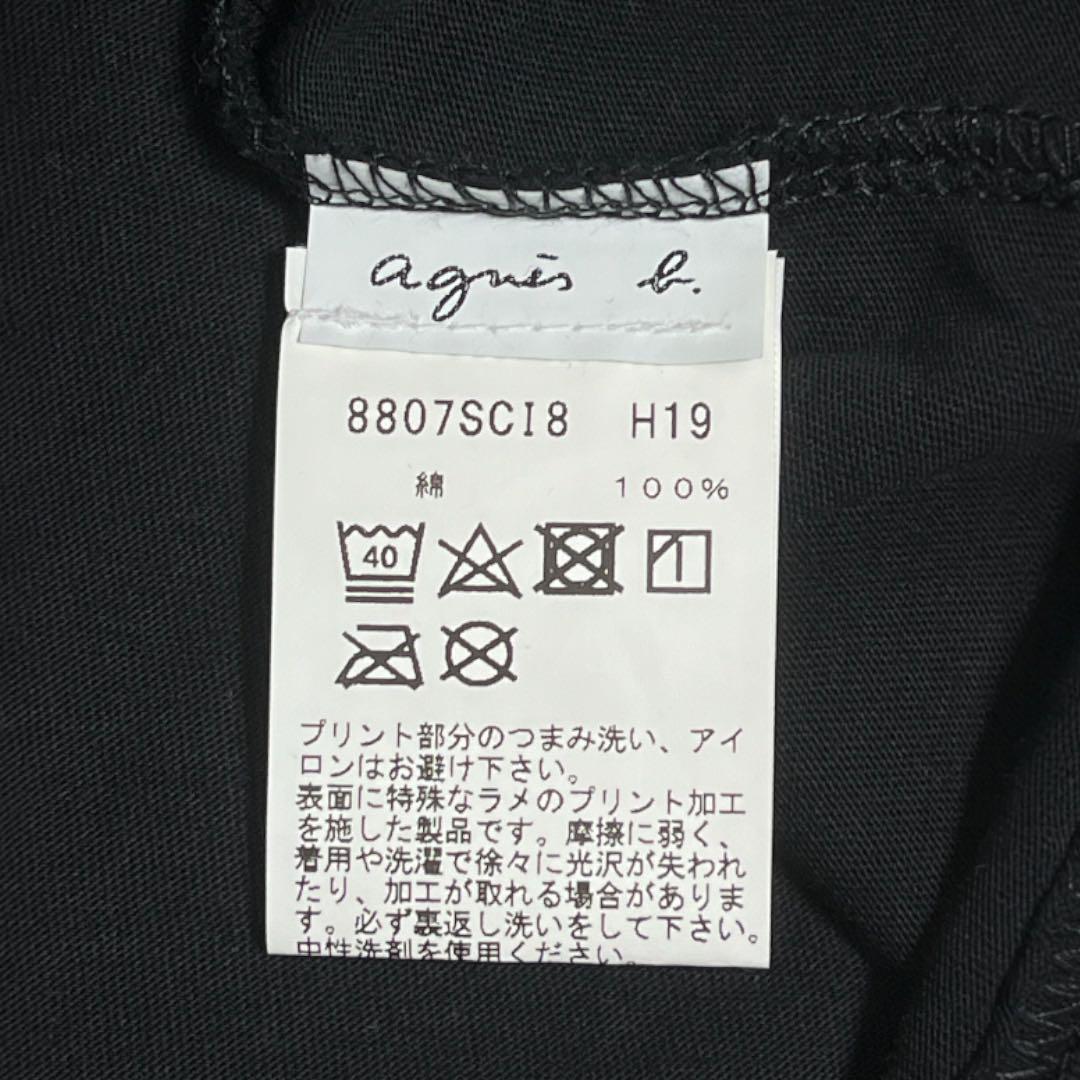 agnès b.
8807SCI8 H19
綿 100%
40
プリント部分のつまみ洗い、アイ
ロンはお避け下さい。
表面に特殊なラメのプリント加工
を施した製品です。摩擦に弱く、
着用や洗濯で徐々に光沢が失われ
たり、加工が取れる場合がありま
す。必ず裏返し洗いをして下さい。
中性洗剤を使用ください。